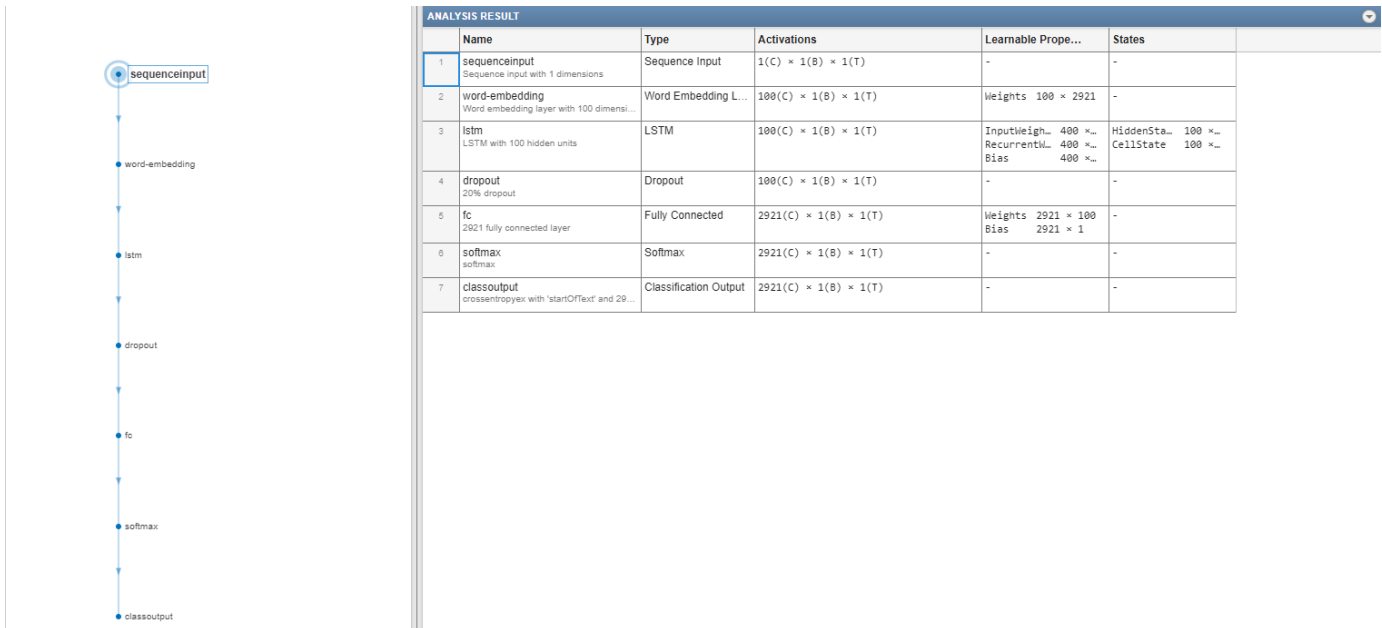 sequenceinput
word-embedding
lstm
dropout
fc
softmax
classoutput
ANALYSIS RESULT
Name Type Activations Learnable Prope... States
1 sequenceinput Sequence Input 1(C) × 1(B) × 1(T) - -
Sequence input with 1 dimensions
2 word-embedding Word Embedding L... 100(C) × 1(B) × 1(T) Weights 100 × 2921 -
Word embedding layer with 100 dimensi...
3 lstm LSTM 100(C) × 1(B) × 1(T) InputWeigh… 400 ×… HiddenSta… 100 ×…
LSTM with 100 hidden units RecurrentW… 400 ×… CellState 100 ×…
Bias 400 ×…
4 dropout Dropout 100(C) × 1(B) × 1(T) - -
20% dropout
5 fc Fully Connected 2921(C) × 1(B) × 1(T) Weights 2921 × 100 -
2921 fully connected layer Bias 2921 × 1
6 softmax Softmax 2921(C) × 1(B) × 1(T) - -
softmax
7 classoutput Classification Output 2921(C) × 1(B) × 1(T) - -
crossentropyex with 'startOfText' and 29...